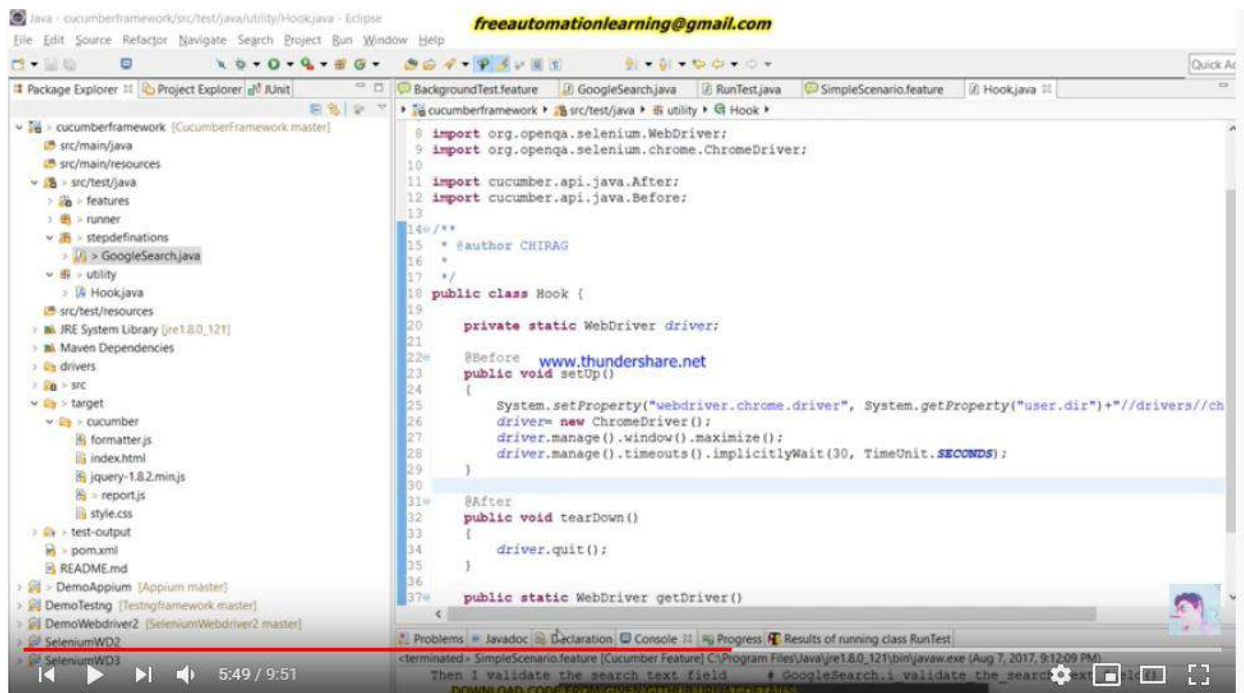 Java - cucumberframework/src/test/java/utility/Hook.java - Eclipse
freeautomationlearning@gmail.com
File Edit Source Refactor Navigate Search Project Run Window Help
Quick Ac
Package Explorer Project Explorer JUnit
BackgroundTest.feature GoogleSearch.java RunTest.java SimpleScenario.feature Hook.java
cucumberframework src/test/java utility Hook
> cucumberframework [CucumberFramework master]
src/main/java
src/main/resources
> src/test/java
> features
> runner
> stepdefinations
> GoogleSearch.java
> utility
Hook.java
src/test/resources
JRE System Library [jre1.8.0_121]
Maven Dependencies
drivers
> src
> target
> cucumber
formatter.js
index.html
jquery-1.8.2.min.js
> report.js
style.css
> test-output
> pom.xml
README.md
> DemoAppium [Appium master]
DemoTestng [Testngframework master]
DemoWebdriver2 [SeleniumWebdriver2 master]
SeleniumWD2
SeleniumWD3
8 import org.openqa.selenium.WebDriver;
9 import org.openqa.selenium.chrome.ChromeDriver;
10
11 import cucumber.api.java.After;
12 import cucumber.api.java.Before;
13
14 /**
15 * @author CHIRAG
16 *
17 */
18 public class Hook {
19
20 private static WebDriver driver;
21
22 @Before
www.thundershare.net
23 public void setUp()
24 {
25 System.setProperty("webdriver.chrome.driver", System.getProperty("user.dir")+"//drivers//ch
26 driver= new ChromeDriver();
27 driver.manage().window().maximize();
28 driver.manage().timeouts().implicitlyWait(30, TimeUnit.SECONDS);
29 }
30
31 @After
32 public void tearDown()
33 {
34 driver.quit();
35 }
36
37 public static WebDriver getDriver()
Problems Javadoc Declaration Console Progress Results of running class RunTest
<terminated> SimpleScenario.feature [Cucumber Feature] C:\Program Files\Java\jre1.8.0_121\bin\javaw.exe (Aug 7, 2017, 9:12:09 PM)
Then I validate the search text field # GoogleSearch.i_validate_the_search_text_field()
5:49 / 9:51
DOWNLOAD CODE FROM GIVEN GITHUB URL